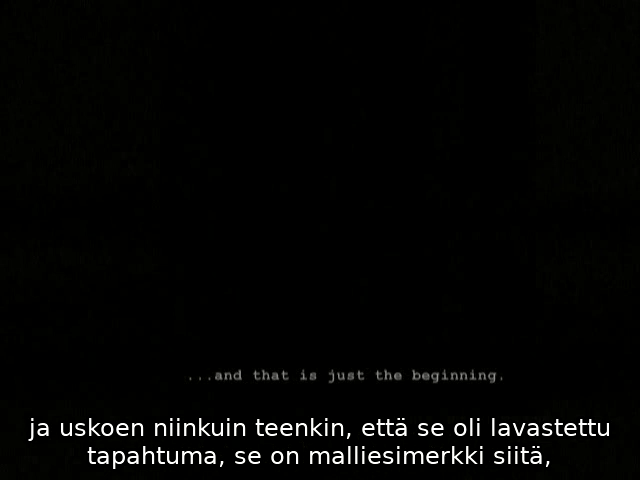 ...and that is just the beginning.
ja uskoen niinkuin teenkin, että se oli lavastettu
tapahtuma, se on malliesimerkki siitä,